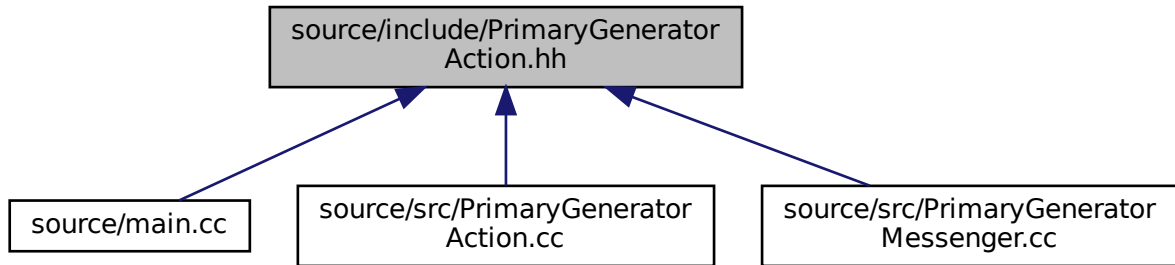 source/include/PrimaryGenerator
Action.hh
source/main.cc
source/src/PrimaryGenerator
Action.cc
source/src/PrimaryGenerator
Messenger.cc